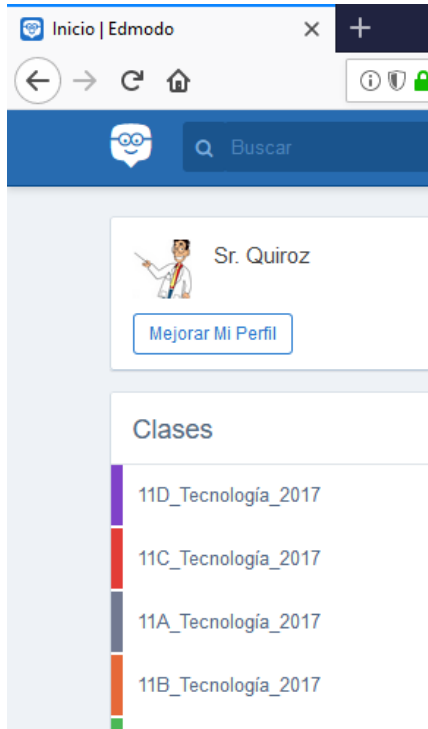 Inicio | Edmodo
Buscar
Sr. Quiroz
Mejorar Mi Perfil
Clases
11D_Tecnología_2017
11C_Tecnología_2017
11A_Tecnología_2017
11B_Tecnología_2017